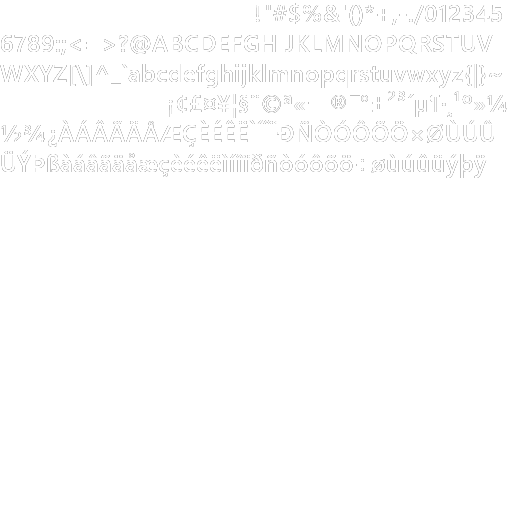 !"#$%&'()*+,-./012345
6789:;<=>?@ABCDEFGHIJKLMNOPQRSTUV
WXYZ[\]^_`abcdefghijklmnopqrstuvwxyz{|}~
¡¢£¤¥¦§¨©ª«¬®¯°±²³´µ¶·¸¹º»¼
½¾¿ÀÁÂÃÄÅÆÇÈÉÊËÌÍÎÏÐÑÒÓÔÕÖ×ØÙÚÛ
ÜÝÞßàáâãäåæçèéêëìíîïðñòóôõö÷øùúûüýþÿ